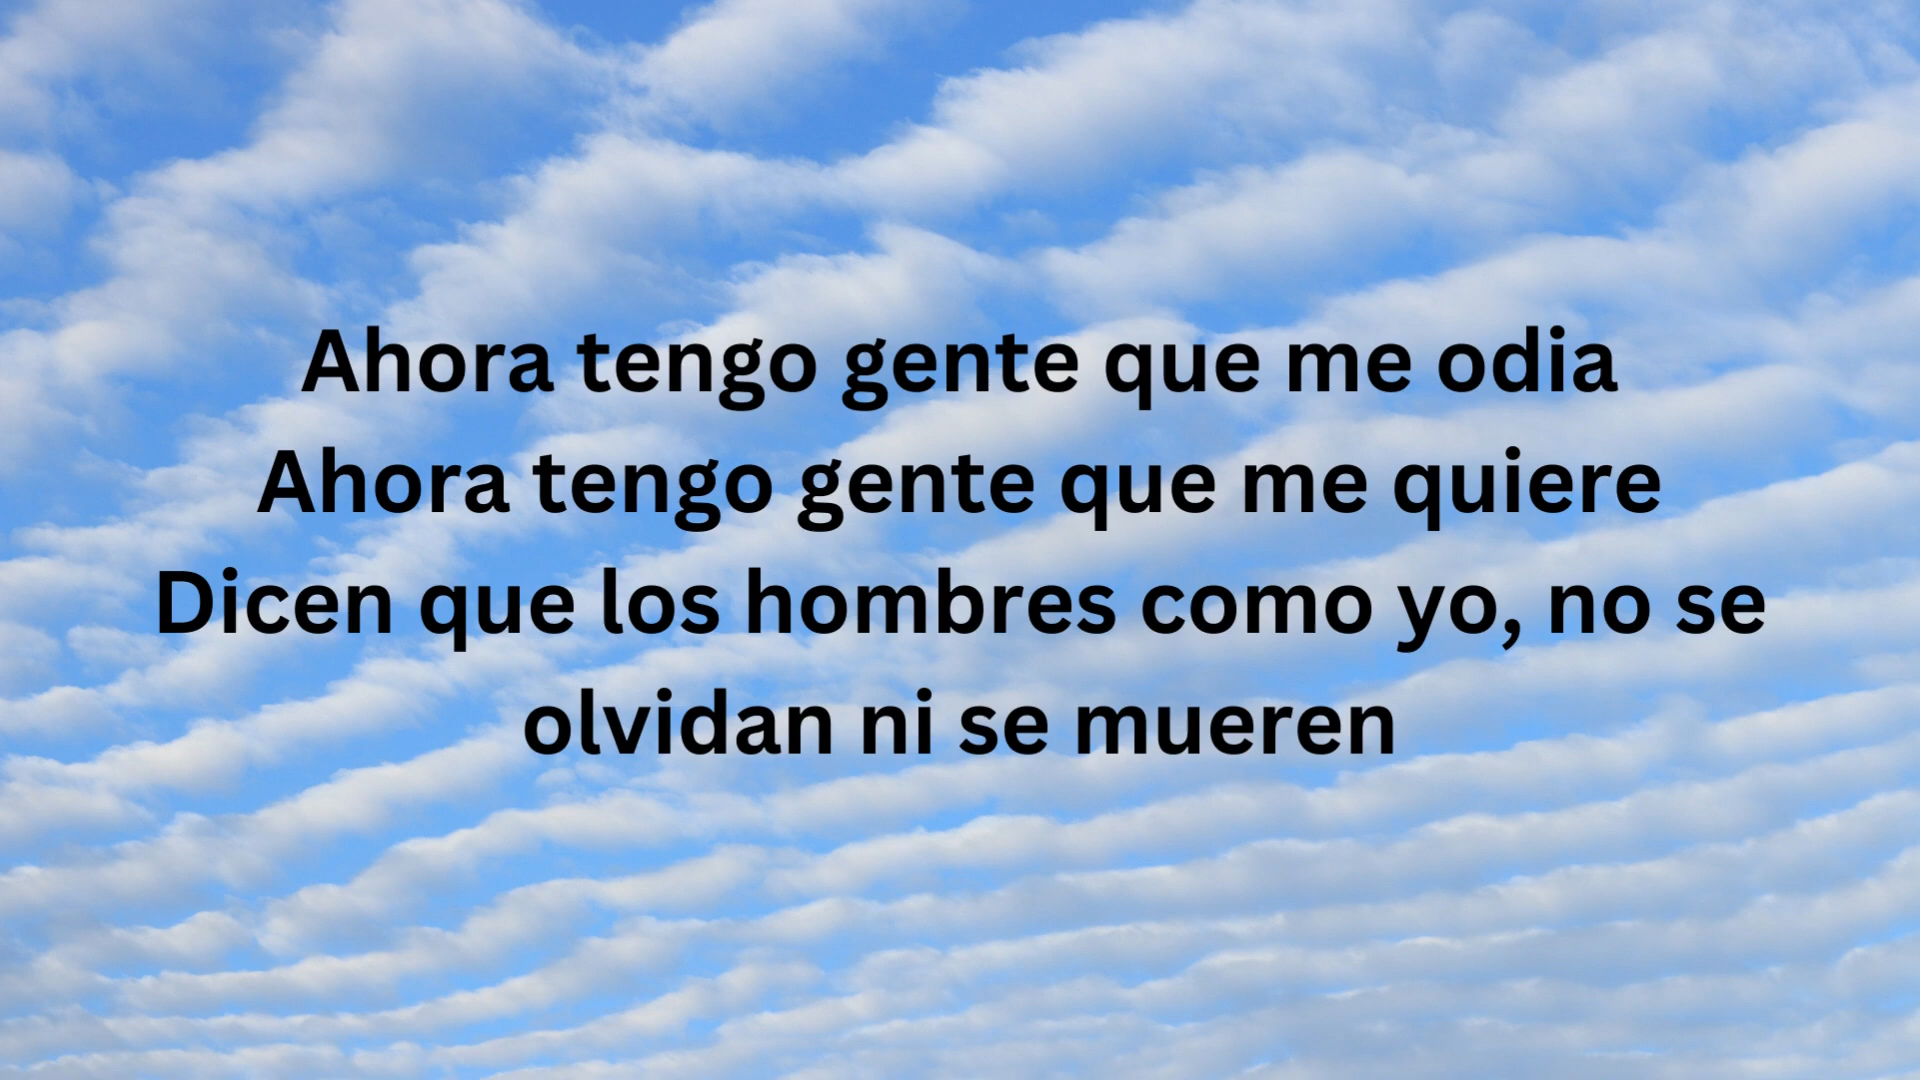 Ahora tengo gente que me odia
Ahora tengo gente que me quiere
Dicen que los hombres como yo, no se
olvidan ni se mueren